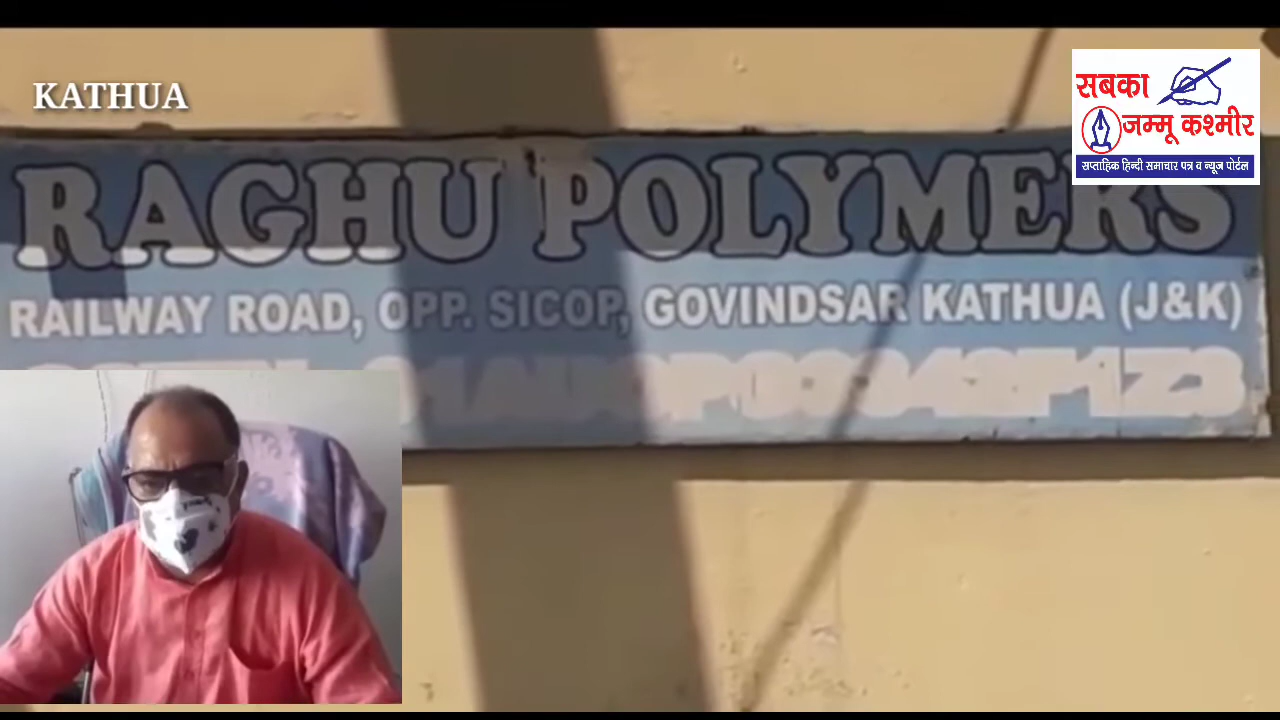 KATHUA
सबका
जम्मू कश्मीर
साप्ताहिक हिन्दी समाचार पत्र व न्यूज़ पोर्टल
RAGHU POLYMERS
RAILWAY ROAD, OPP. SICOP, GOVINDSAR KATHUA (J&K)